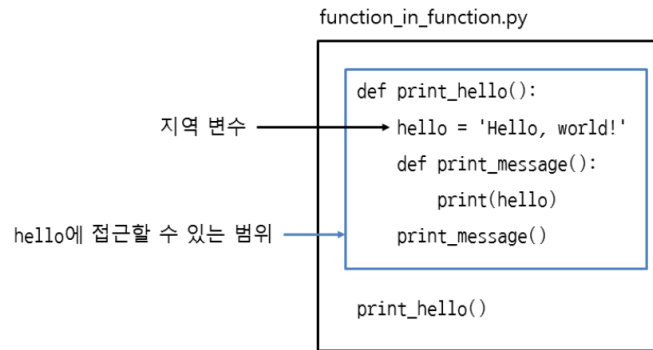 function_in_function.py
def print_hello():
지역 변수
hello = 'Hello, world!'
def print_message():
print(hello)
hello에 접근할 수 있는 범위
print_message()
print_hello()